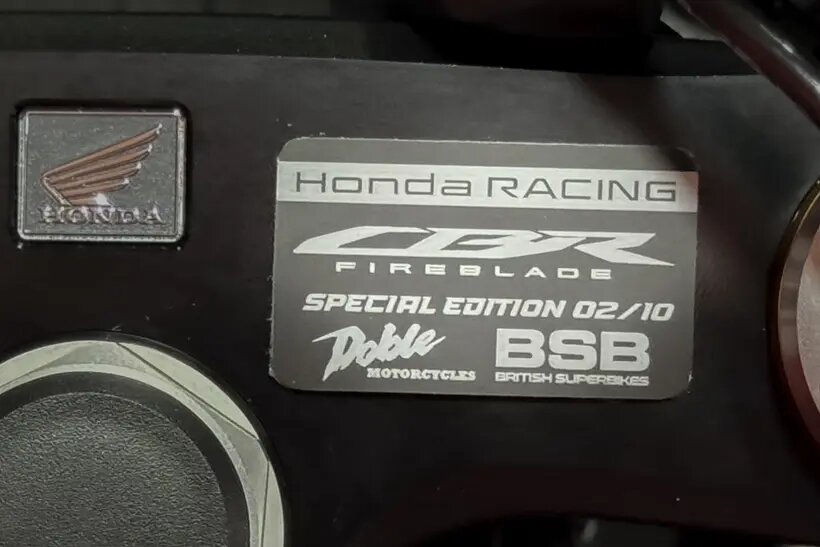 HONDA
Honda RACING
CBR
FIREBLADE
SPECIAL EDITION 02/10
Doble
MOTORCYCLES
BSB
BRITISH SUPERBIKES